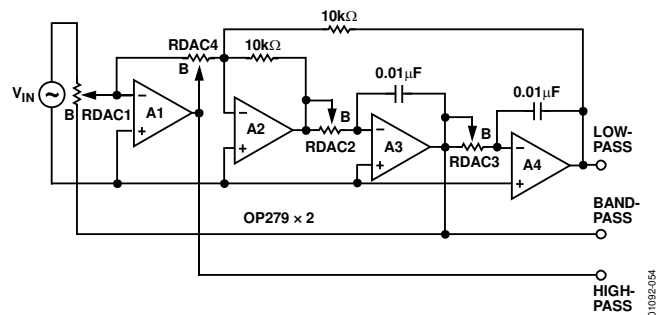 10kΩ
RDAC4
10kΩ
B
0.01μF
0.01μF
VIN
B
RDAC1
A1
−
+
−
+
A2
B
RDAC2
−
+
A3
B
RDAC3
−
+
A4
LOW-
PASS
BAND-
PASS
OP279 × 2
HIGH-
PASS
01092-054